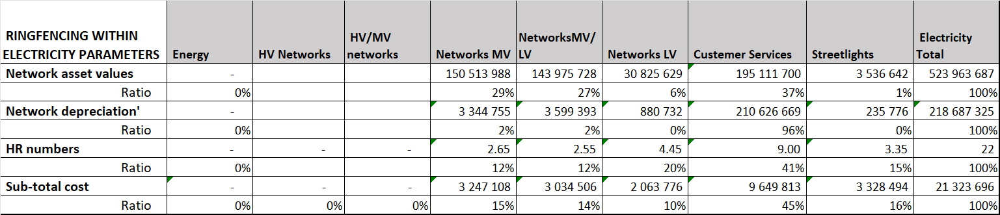 RINGFENCING WITHIN ELECTRICITY PARAMETERS Energy HV Networks HV/MV networks Networks MV NetworksMV/ LV Networks LV Custumer Services Streetlights Electricity Total
Network asset values - 150 513 988 143 975 728 30 825 629 195 111 700 3 536 642 523 963 687
Ratio 0% 29% 27% 6% 37% 1% 100%
Network depreciation' - 3 344 755 3 599 393 880 732 210 626 669 235 776 218 687 325
Ratio 0% 2% 2% 0% 96% 0% 100%
HR numbers - - - 2.65 2.55 4.45 9.00 3.35 22
Ratio 0% 12% 12% 20% 41% 15% 100%
Sub-total cost - - - 3 247 108 3 034 506 2 063 776 9 649 813 3 328 494 21 323 696
Ratio 0% 0% 0% 15% 14% 10% 45% 16% 100%